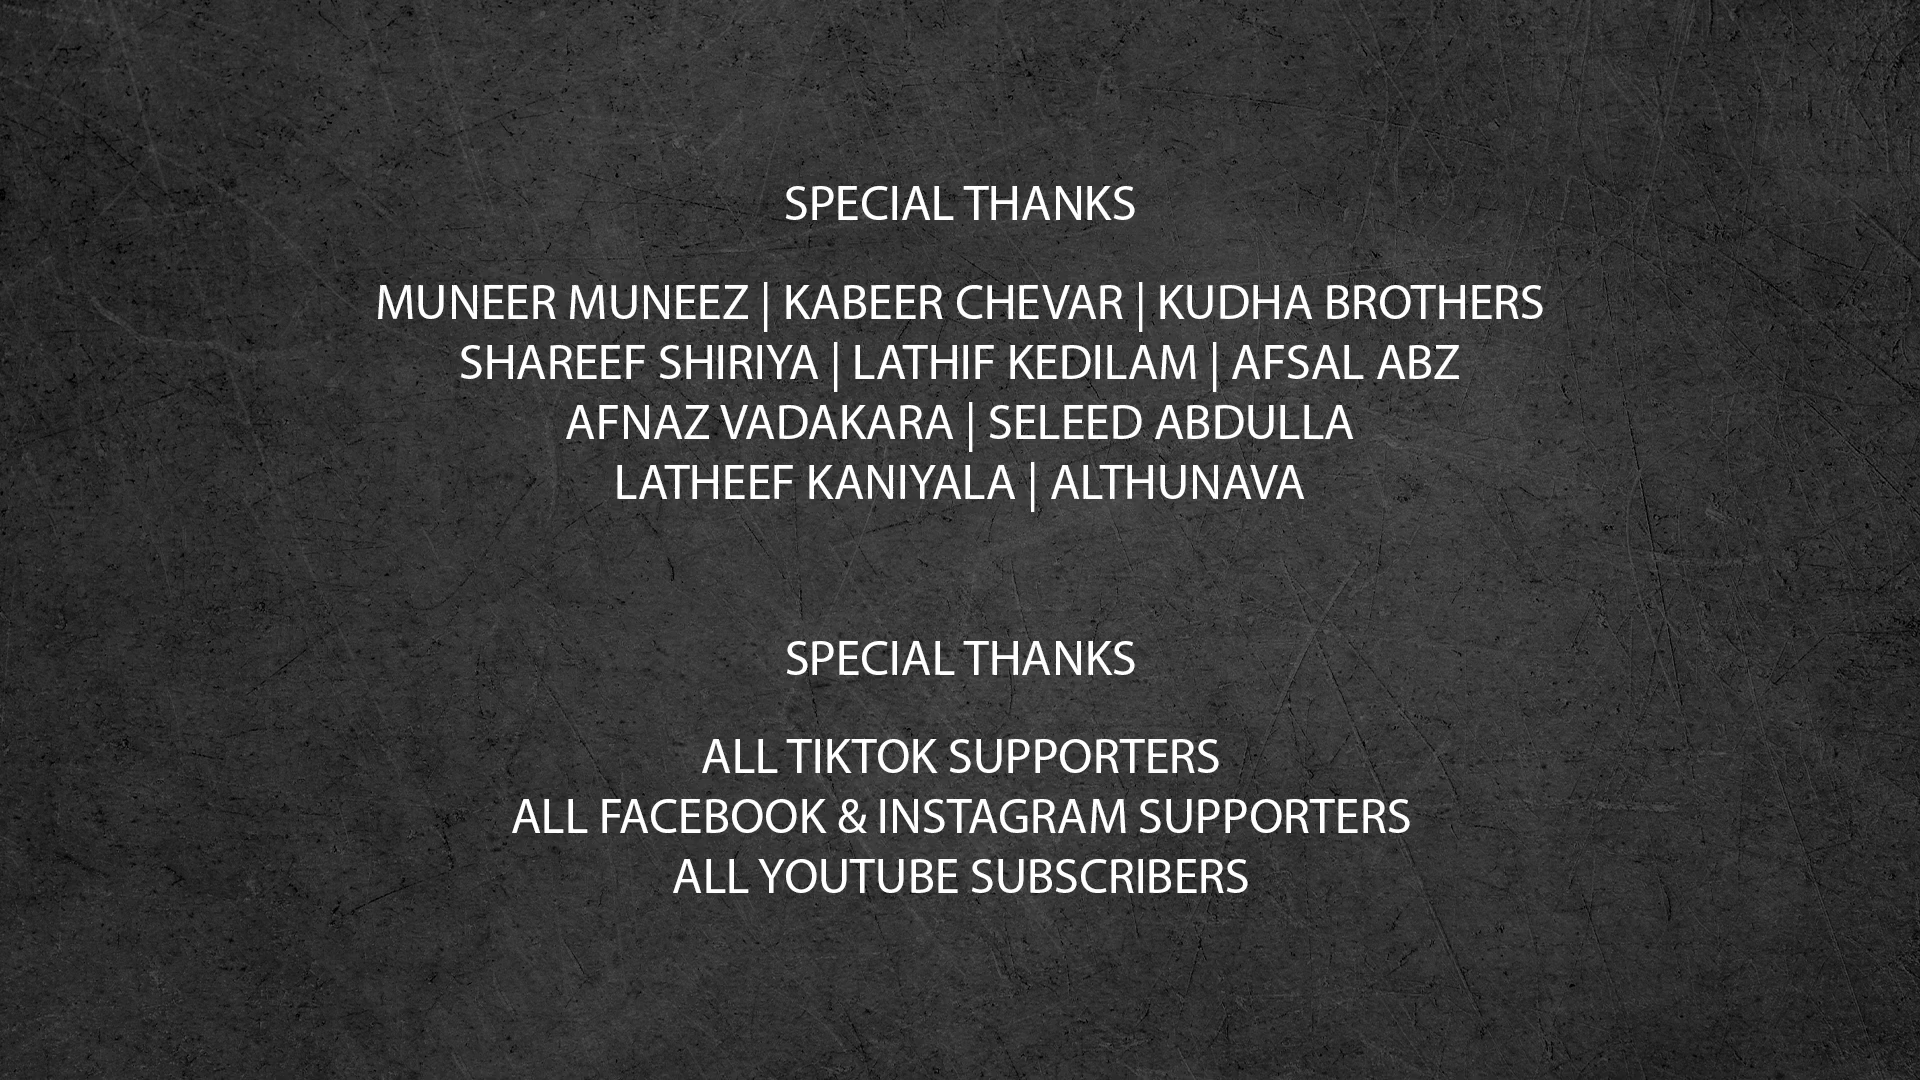 SPECIAL THANKS
MUNEER MUNEEZ | KABEER CHEVAR | KUDHA BROTHERS
SHAREEF SHIRIYA | LATHIF KEDILAM | AFSAL ABZ
AFNAZ VADAKARA | SELEED ABDULLA
LATHEEF KANIYALA | ALTHUNAVA
SPECIAL THANKS
ALL TIKTOK SUPPORTERS
ALL FACEBOOK & INSTAGRAM SUPPORTERS
ALL YOUTUBE SUBSCRIBERS